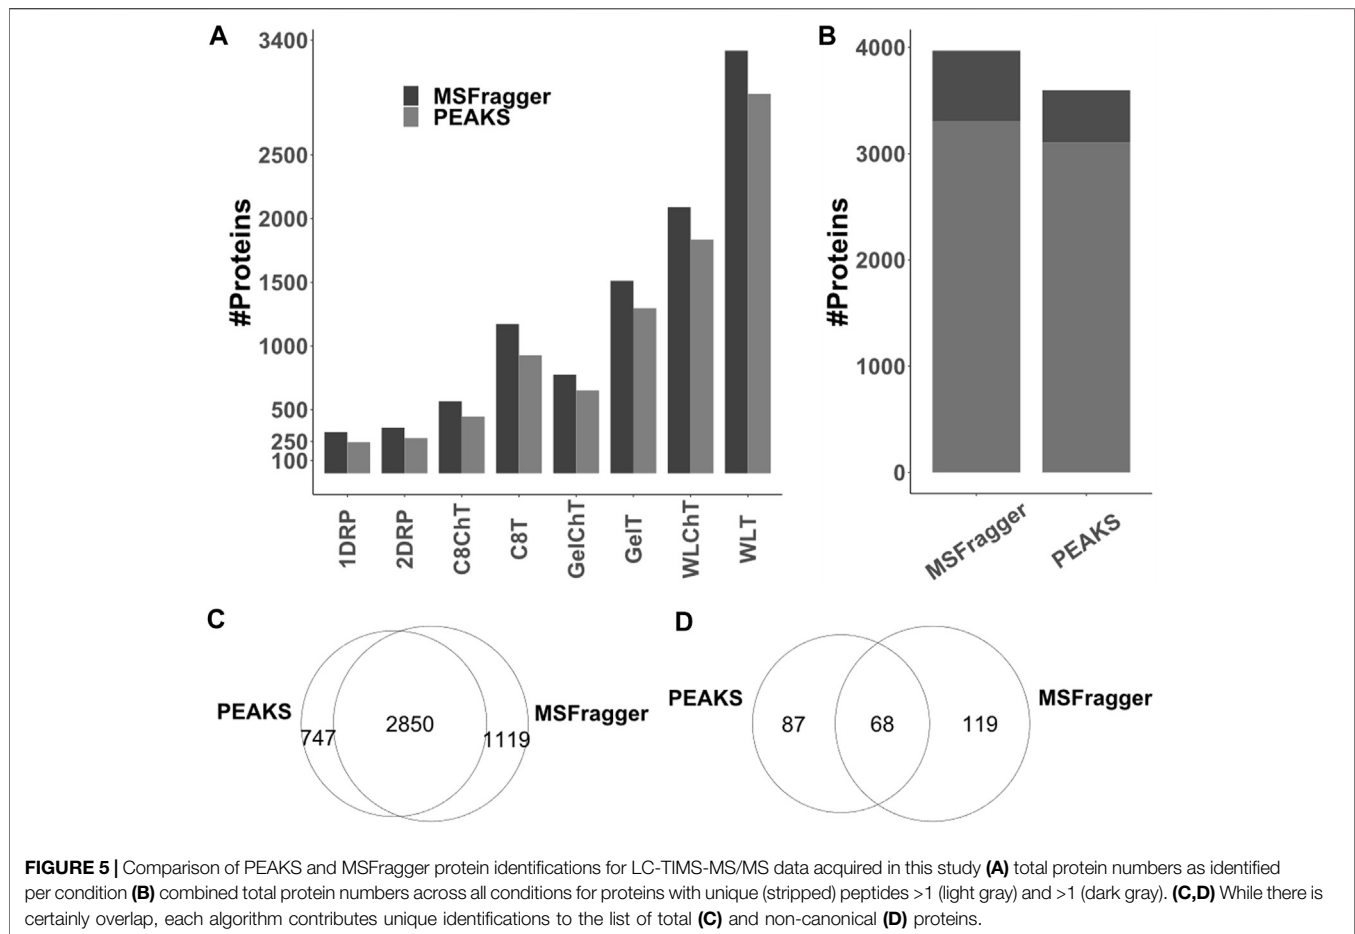 A
3400
2500
2000
1500
1000
500
250
100
#Proteins
MSFragger
PEAKS
1DRP
2DRP
C8ChT
C8T
GelChT
GelT
WLChT
WLT
B
4000
3000
2000
1000
0
#Proteins
MSFragger
PEAKS
C
PEAKS
747
2850
1119
MSFragger
D
PEAKS
87
68
119
MSFragger
FIGURE 5 | Comparison of PEAKS and MSFragger protein identifications for LC-TIMS-MS/MS data acquired in this study (A) total protein numbers as identified
per condition (B) combined total protein numbers across all conditions for proteins with unique (stripped) peptides >1 (light gray) and >1 (dark gray). (C,D) While there is
certainly overlap, each algorithm contributes unique identifications to the list of total (C) and non-canonical (D) proteins.